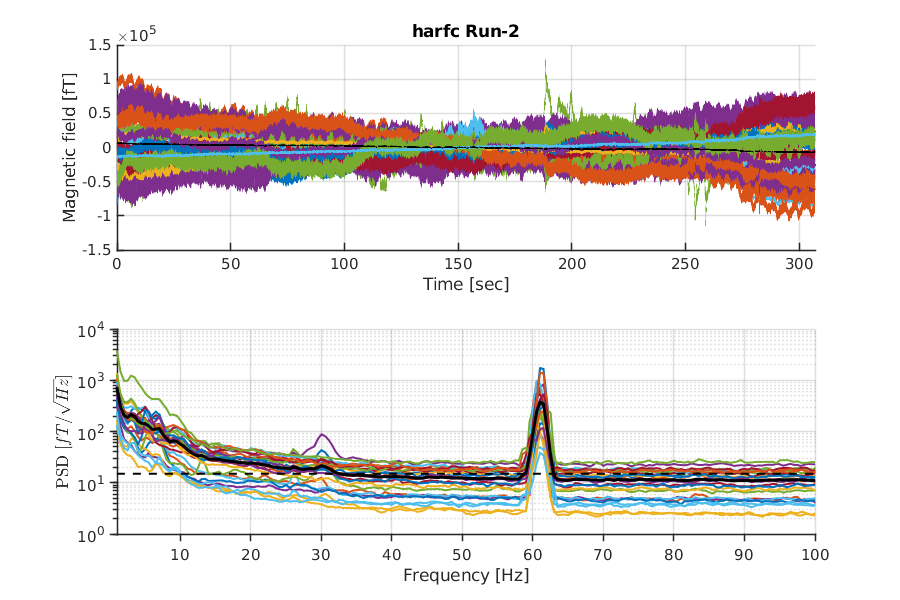 harfc Run-2
×10^5
1.5
1
0.5
0
-0.5
-1
-1.5
Magnetic field [fT]
0 50 100 150 200 250 300
Time [sec]
10^4
10^3
10^2
10^1
10^0
PSD [fT/√Hz]
10 20 30 40 50 60 70 80 90 100
Frequency [Hz]